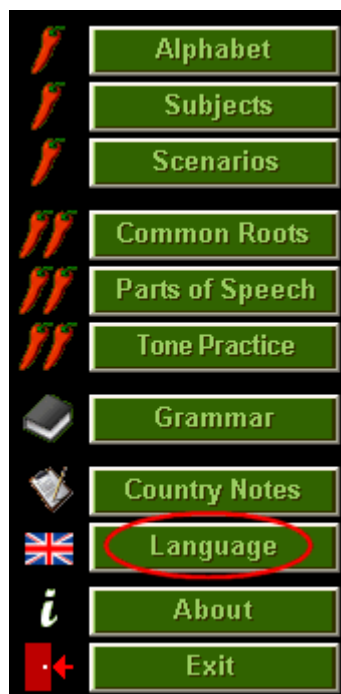 Alphabet
Subjects
Scenarios
Common Roots
Parts of Speech
Tone Practice
Grammar
Country Notes
Language
i About
Exit